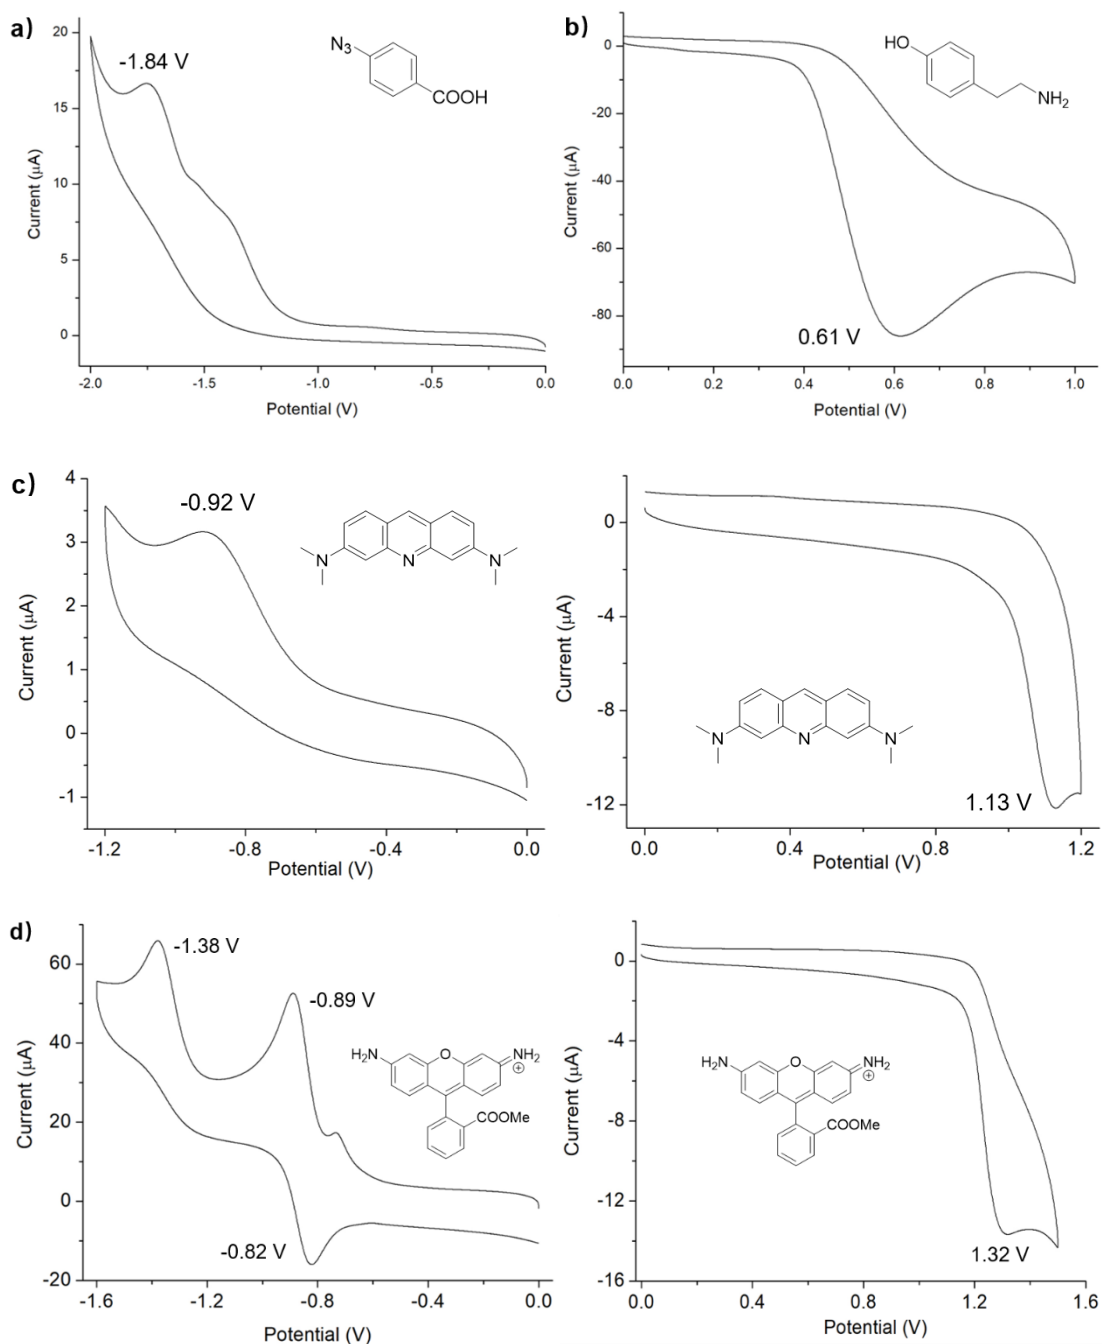 a)
20
15
10
5
0
Current (μA)
-1.84 V
N3
COOH
-2.0 -1.5 -1.0 -0.5 0.0
Potential (V)
b)
0
-20
-40
-60
-80
Current (μA)
HO
NH2
0.61 V
0.0 0.2 0.4 0.6 0.8 1.0
Potential (V)
c)
4
3
2
1
0
-1
Current (μA)
-0.92 V
N N N
-1.2 -0.8 -0.4 0.0
Potential (V)
0
-4
-8
-12
Current (μA)
N N N
1.13 V
0.0 0.4 0.8 1.2
Potential (V)
d)
60
40
20
0
-20
Current (μA)
-1.38 V
-0.89 V
H2N O NH2
+
COOMe
-0.82 V
-1.6 -1.2 -0.8 -0.4 0.0
Potential (V)
0
-4
-8
-12
-16
Current (μA)
H2N O NH2
+
COOMe
1.32 V
0.0 0.4 0.8 1.2 1.6
Potential (V)